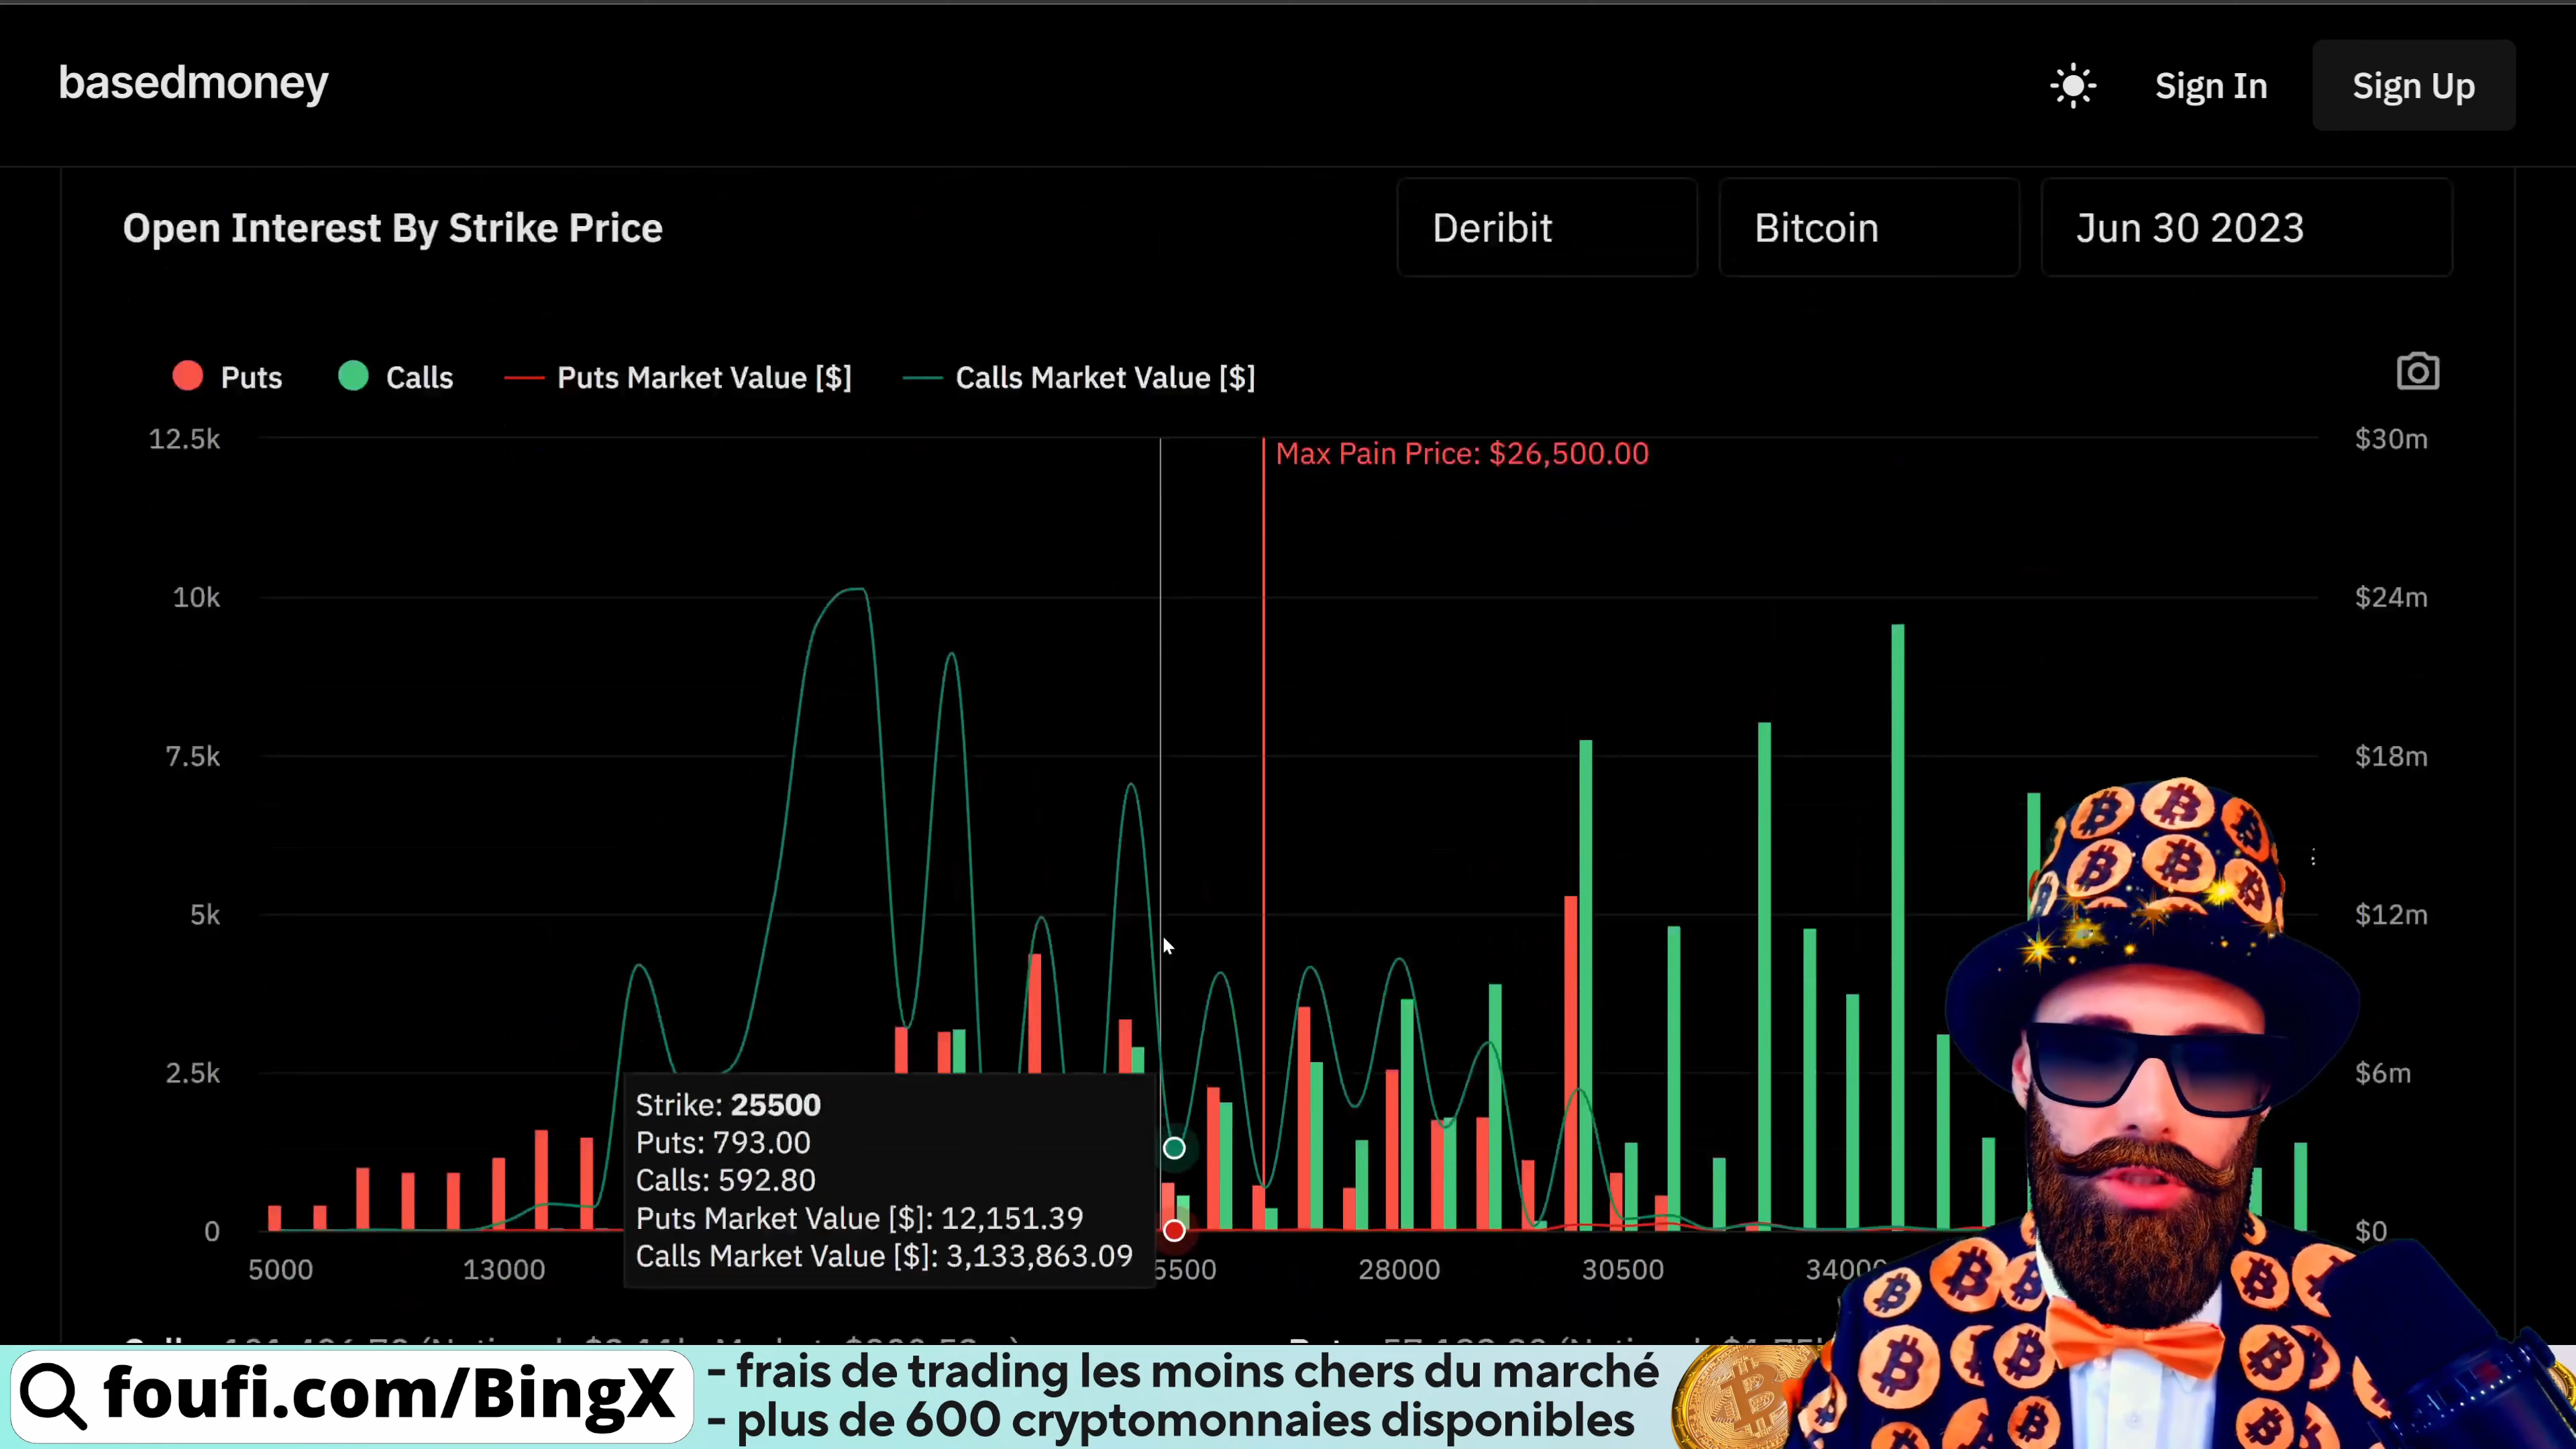 basedmoney
Sign In
Sign Up
Open Interest By Strike Price
Deribit
Bitcoin
Jun 30 2023
Puts
Calls
Puts Market Value [$]
Calls Market Value [$]
12.5k
$30m
Max Pain Price: $26,500.00
10k
$24m
7.5k
$18m
5k
$12m
2.5k
$6m
Strike: 25500
Puts: 793.00
Calls: 592.80
Puts Market Value [$]: 12,151.39
Calls Market Value [$]: 3,133,863.09
0
$0
5000
13000
5500
28000
30500
34000
foufi.com/BingX
- frais de trading les moins chers du marché
- plus de 600 cryptomonnaies disponibles